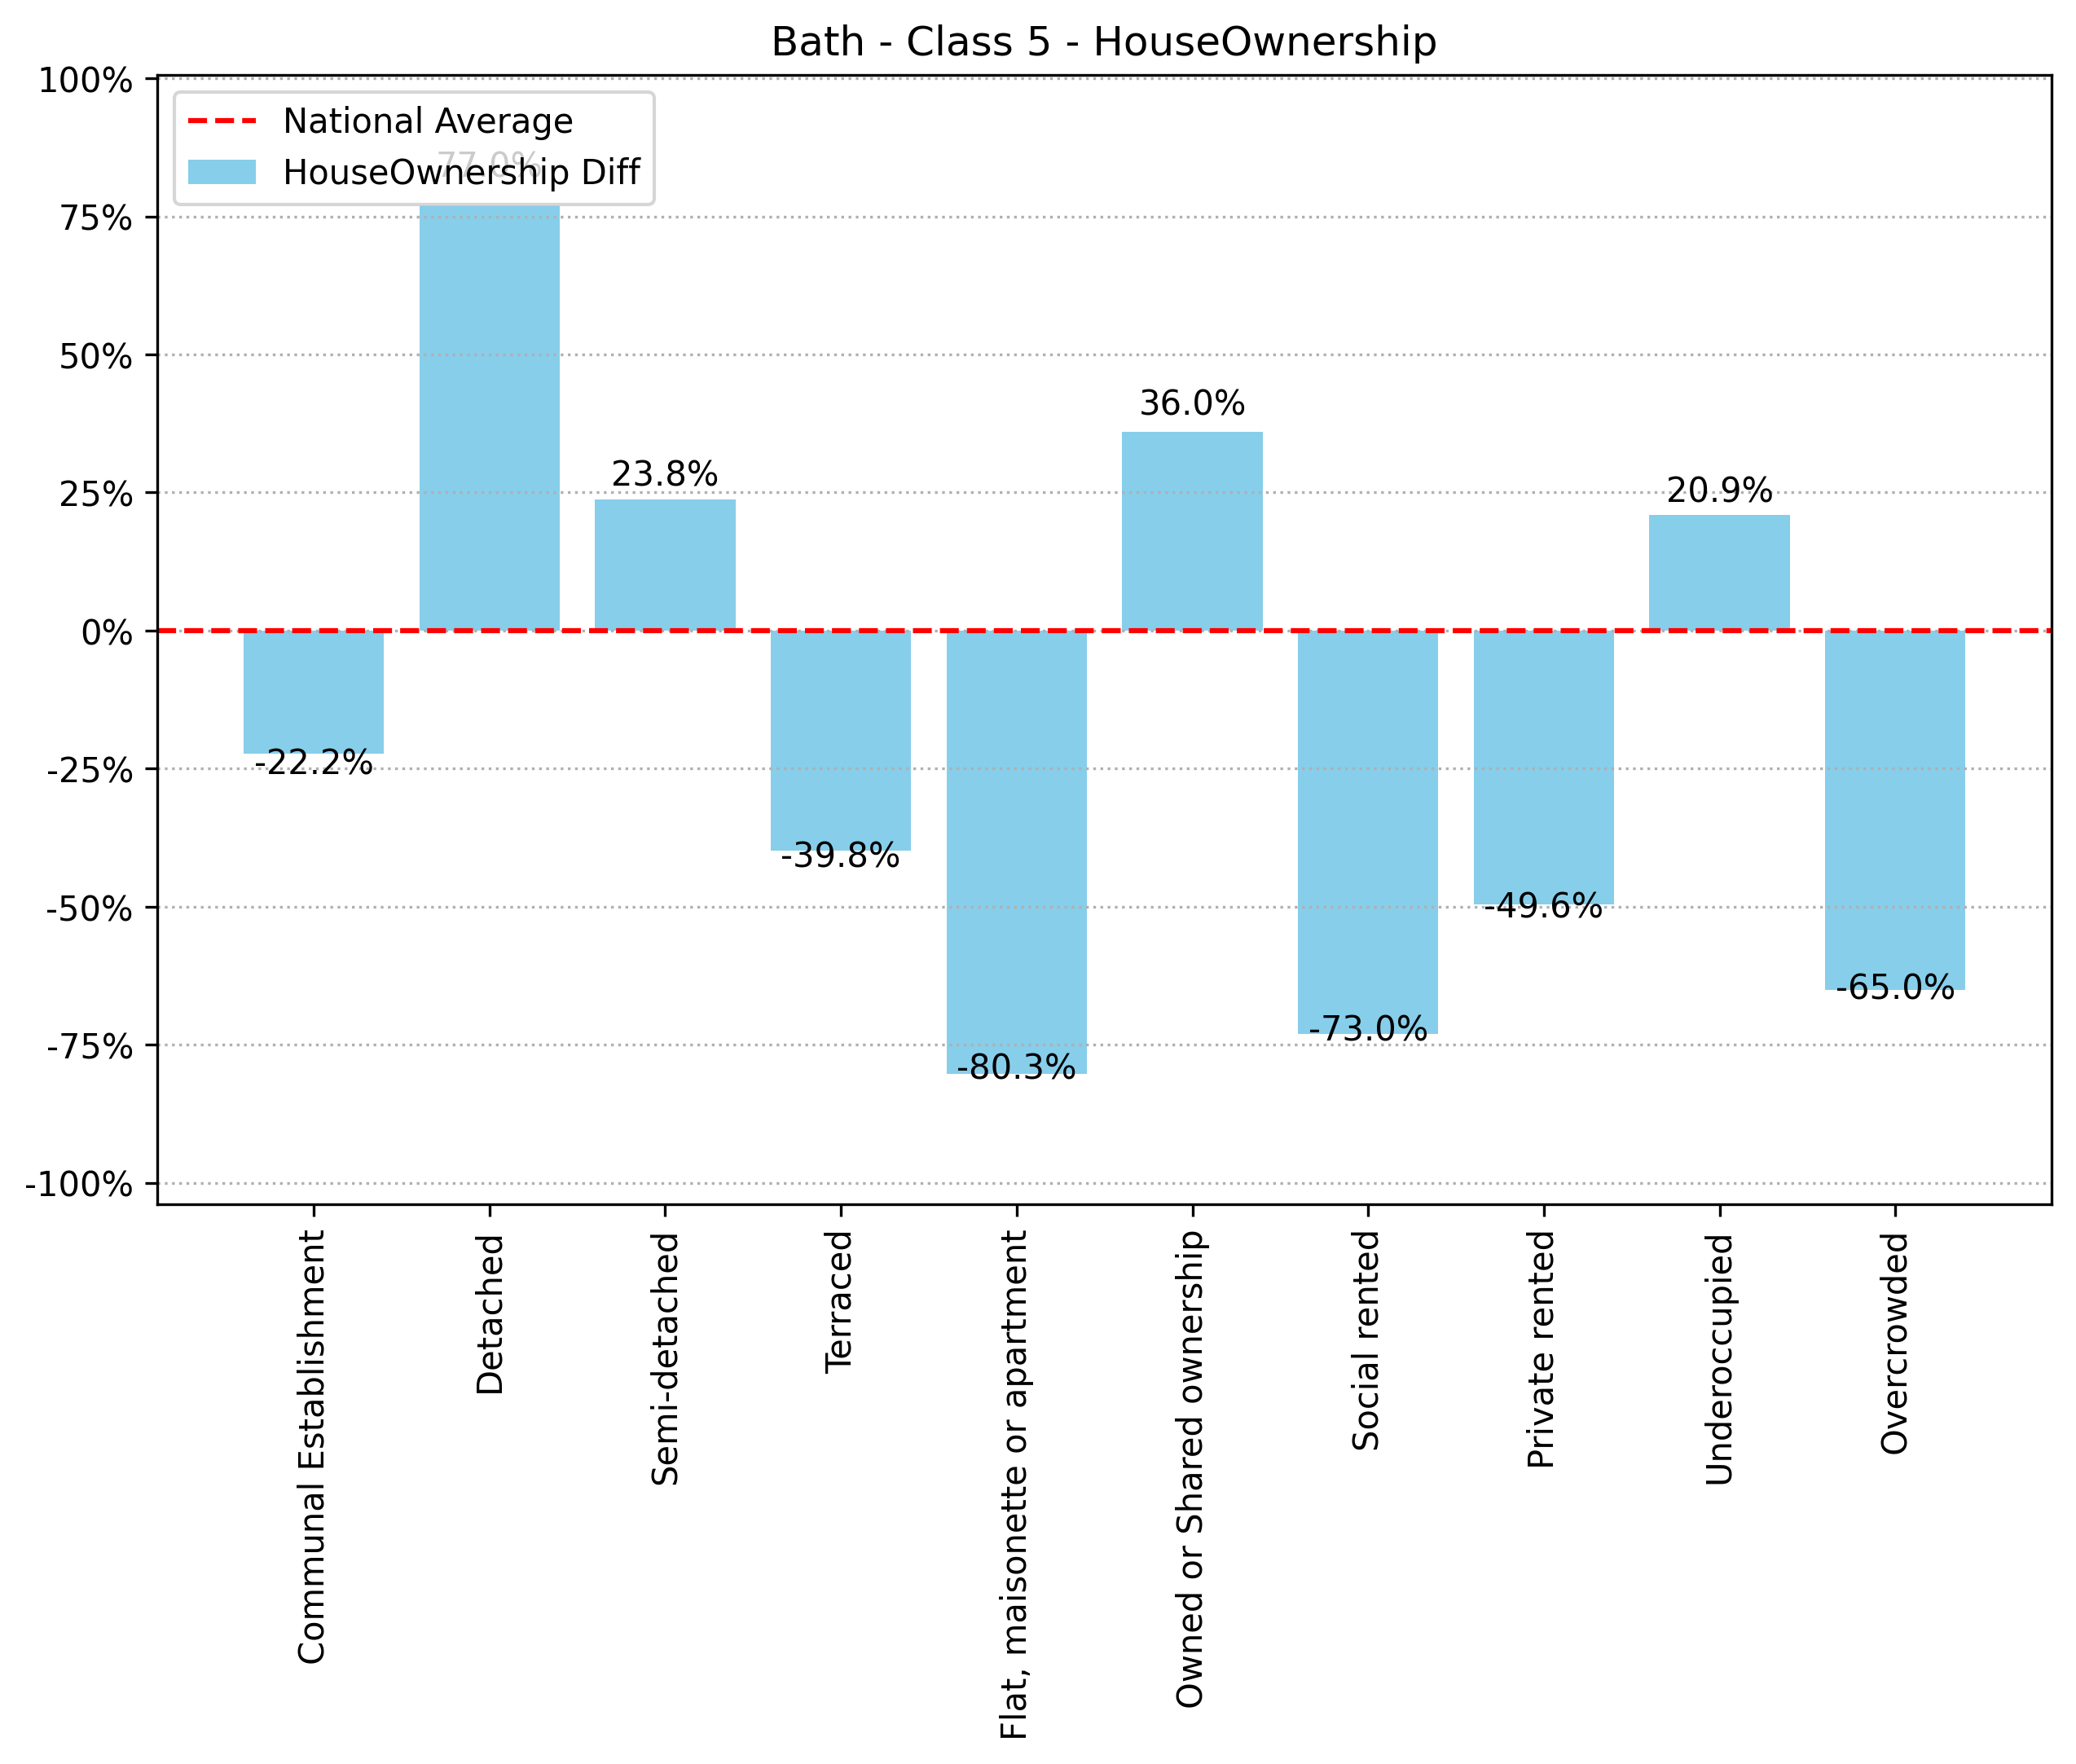 Bath - Class 5 - HouseOwnership
100%
75%
50%
25%
0%
-25%
-50%
-75%
-100%
National Average
HouseOwnership Diff
77.0%
-22.2%
23.8%
-39.8%
-80.3%
36.0%
-73.0%
-49.6%
20.9%
-65.0%
Communal Establishment
Detached
Semi-detached
Terraced
Flat, maisonette or apartment
Owned or Shared ownership
Social rented
Private rented
Underoccupied
Overcrowded